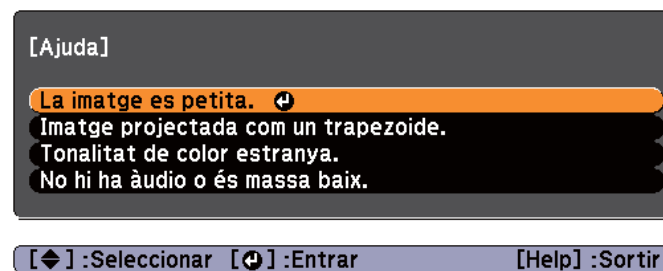 [Ajuda]
La imatge es petita.
Imatge projectada com un trapezoide.
Tonalitat de color estranya.
No hi ha àudio o és massa baix.
[◆] :Seleccionar [↵] :Entrar [Help] :Sortir